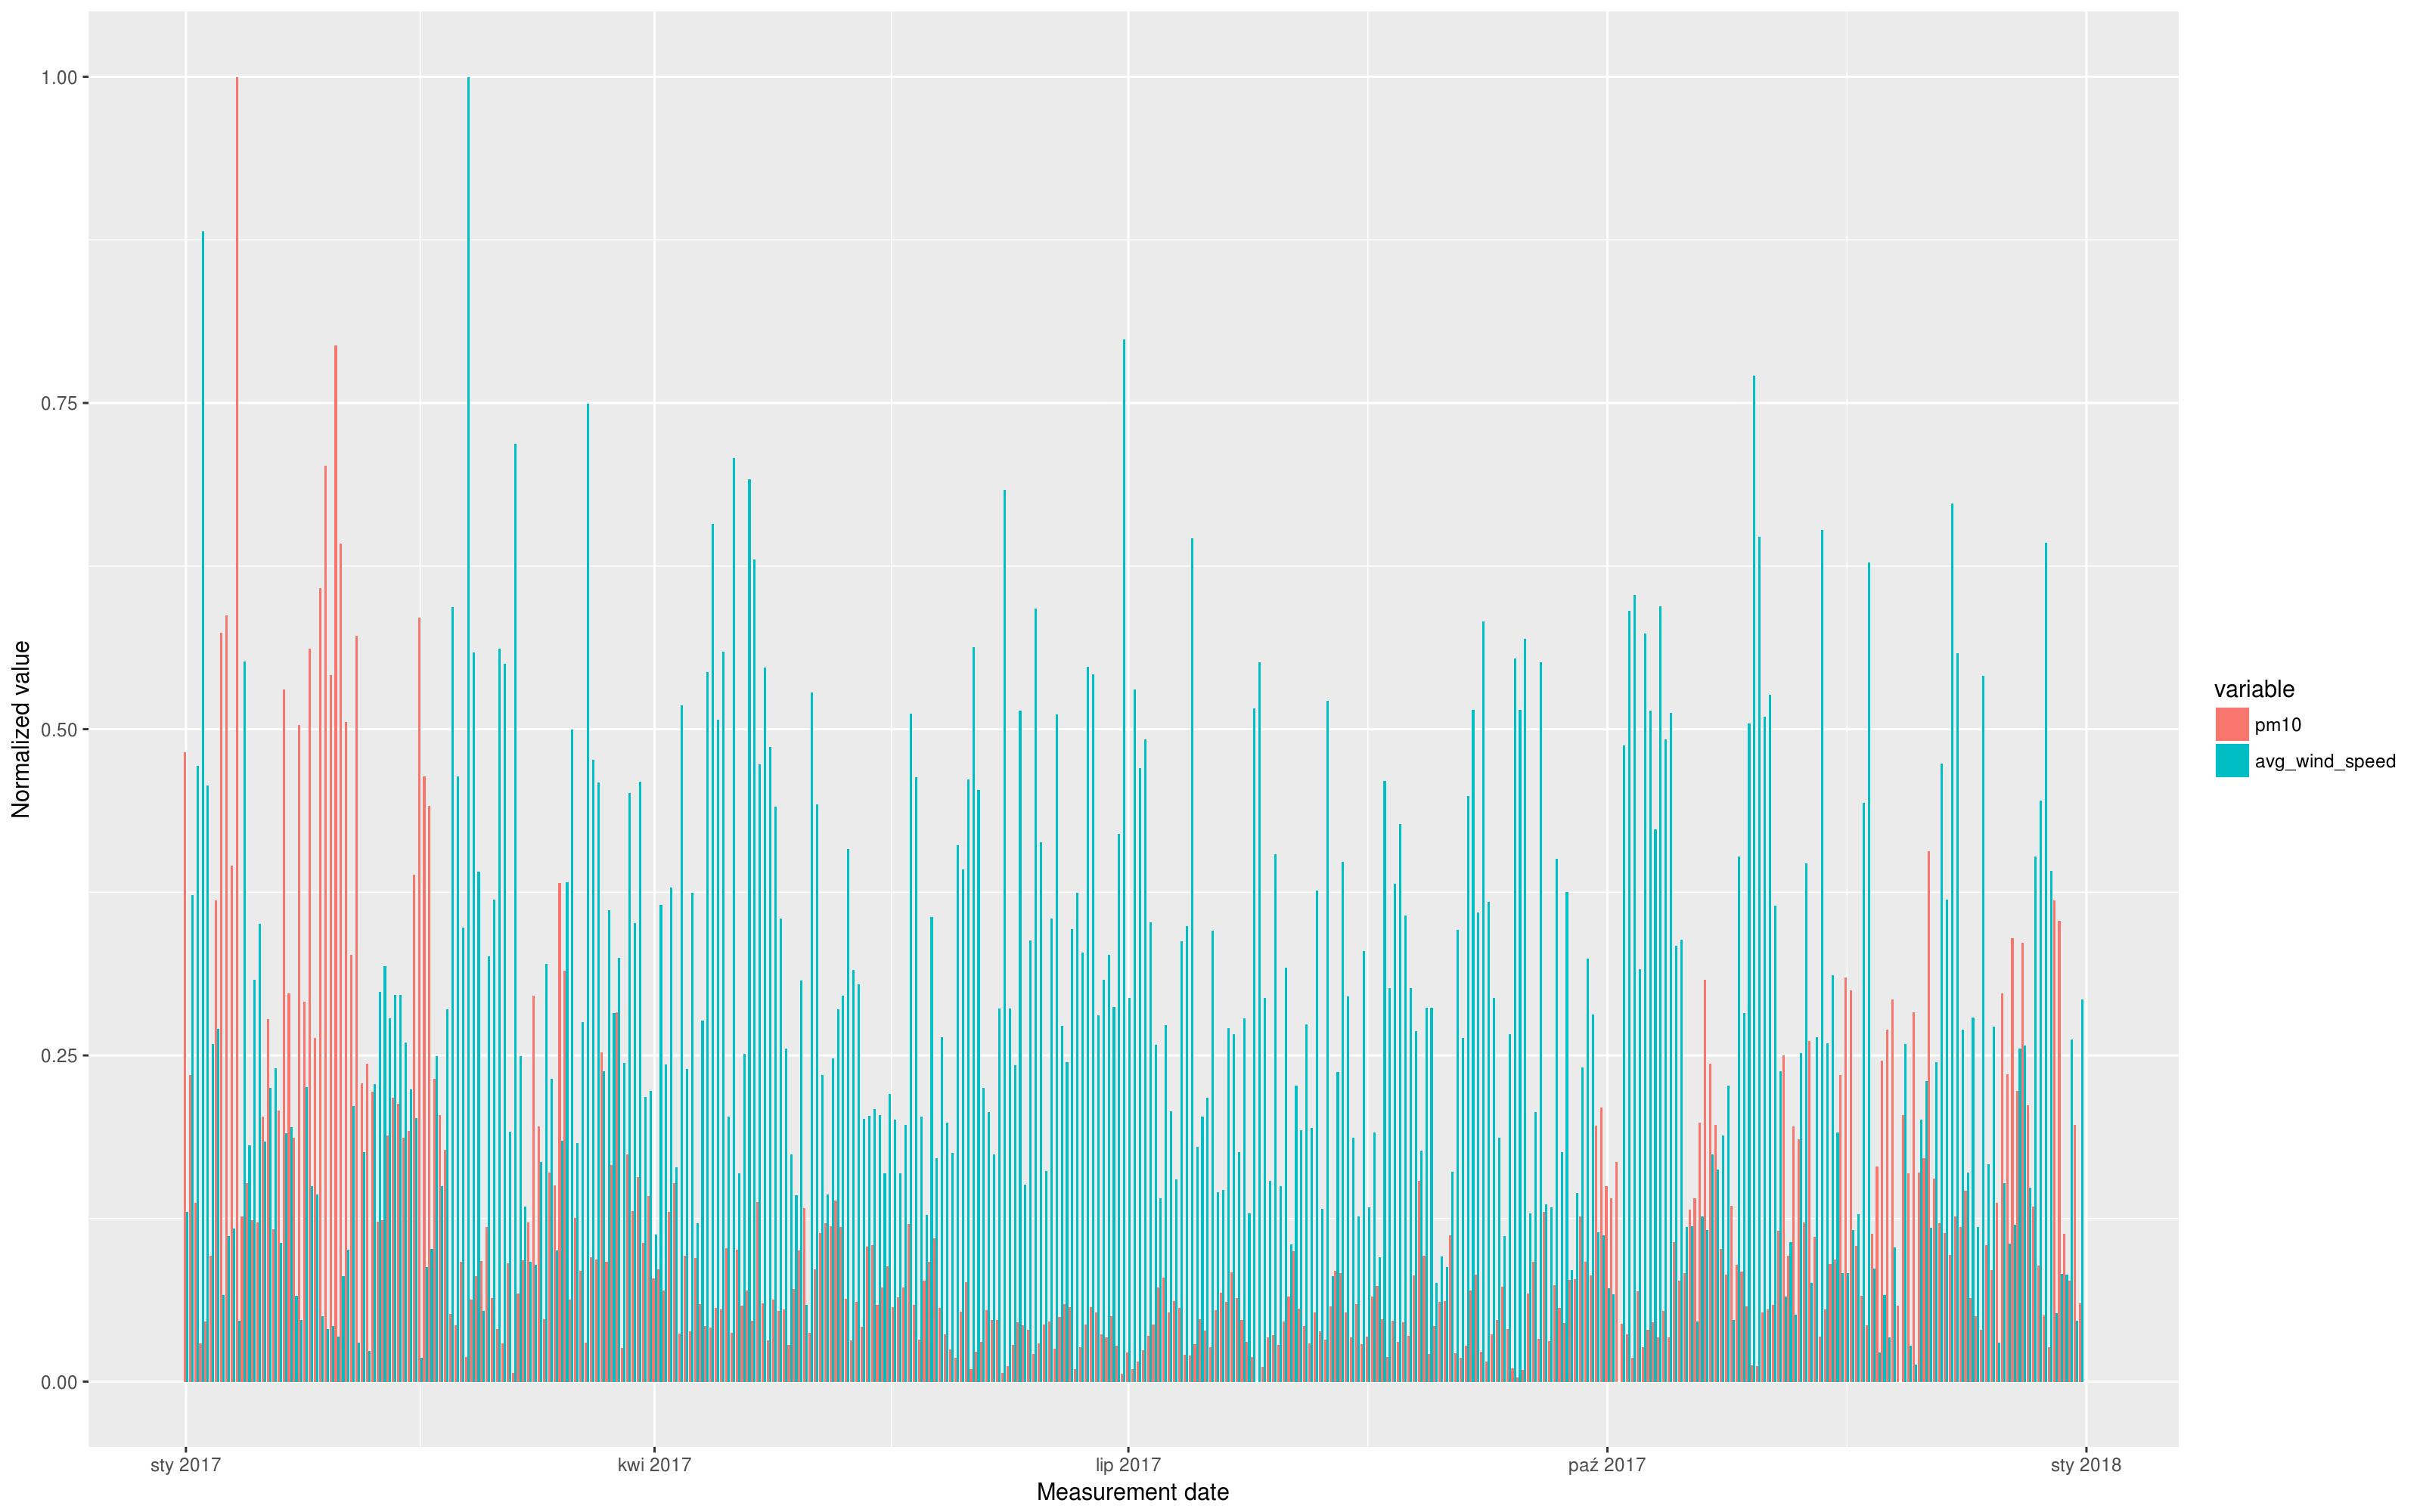 1.00
0.75
0.50
0.25
0.00
Normalized value
sty 2017
kwi 2017
lip 2017
paź 2017
sty 2018
Measurement date
variable
pm10
avg_wind_speed